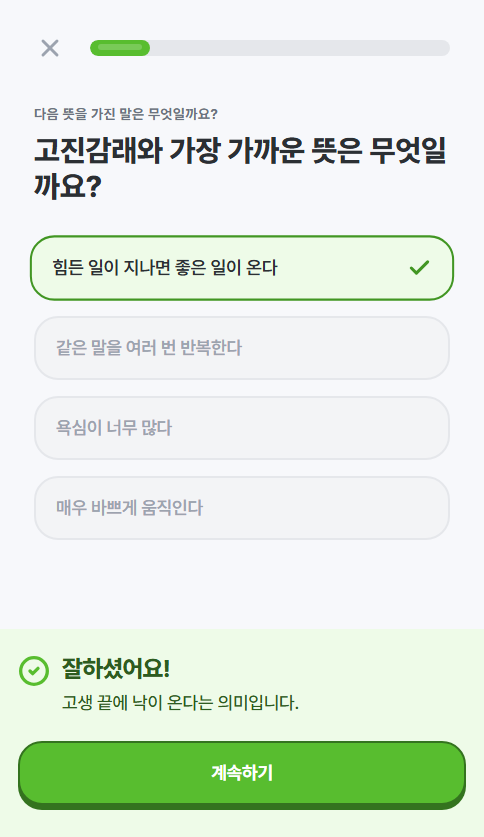 다음 뜻을 가진 말은 무엇일까요?
고진감래와 가장 가까운 뜻은 무엇일
까요?
힘든 일이 지나면 좋은 일이 온다
같은 말을 여러 번 반복한다
욕심이 너무 많다
매우 바쁘게 움직인다
잘하셨어요!
고생 끝에 낙이 온다는 의미입니다.
계속하기